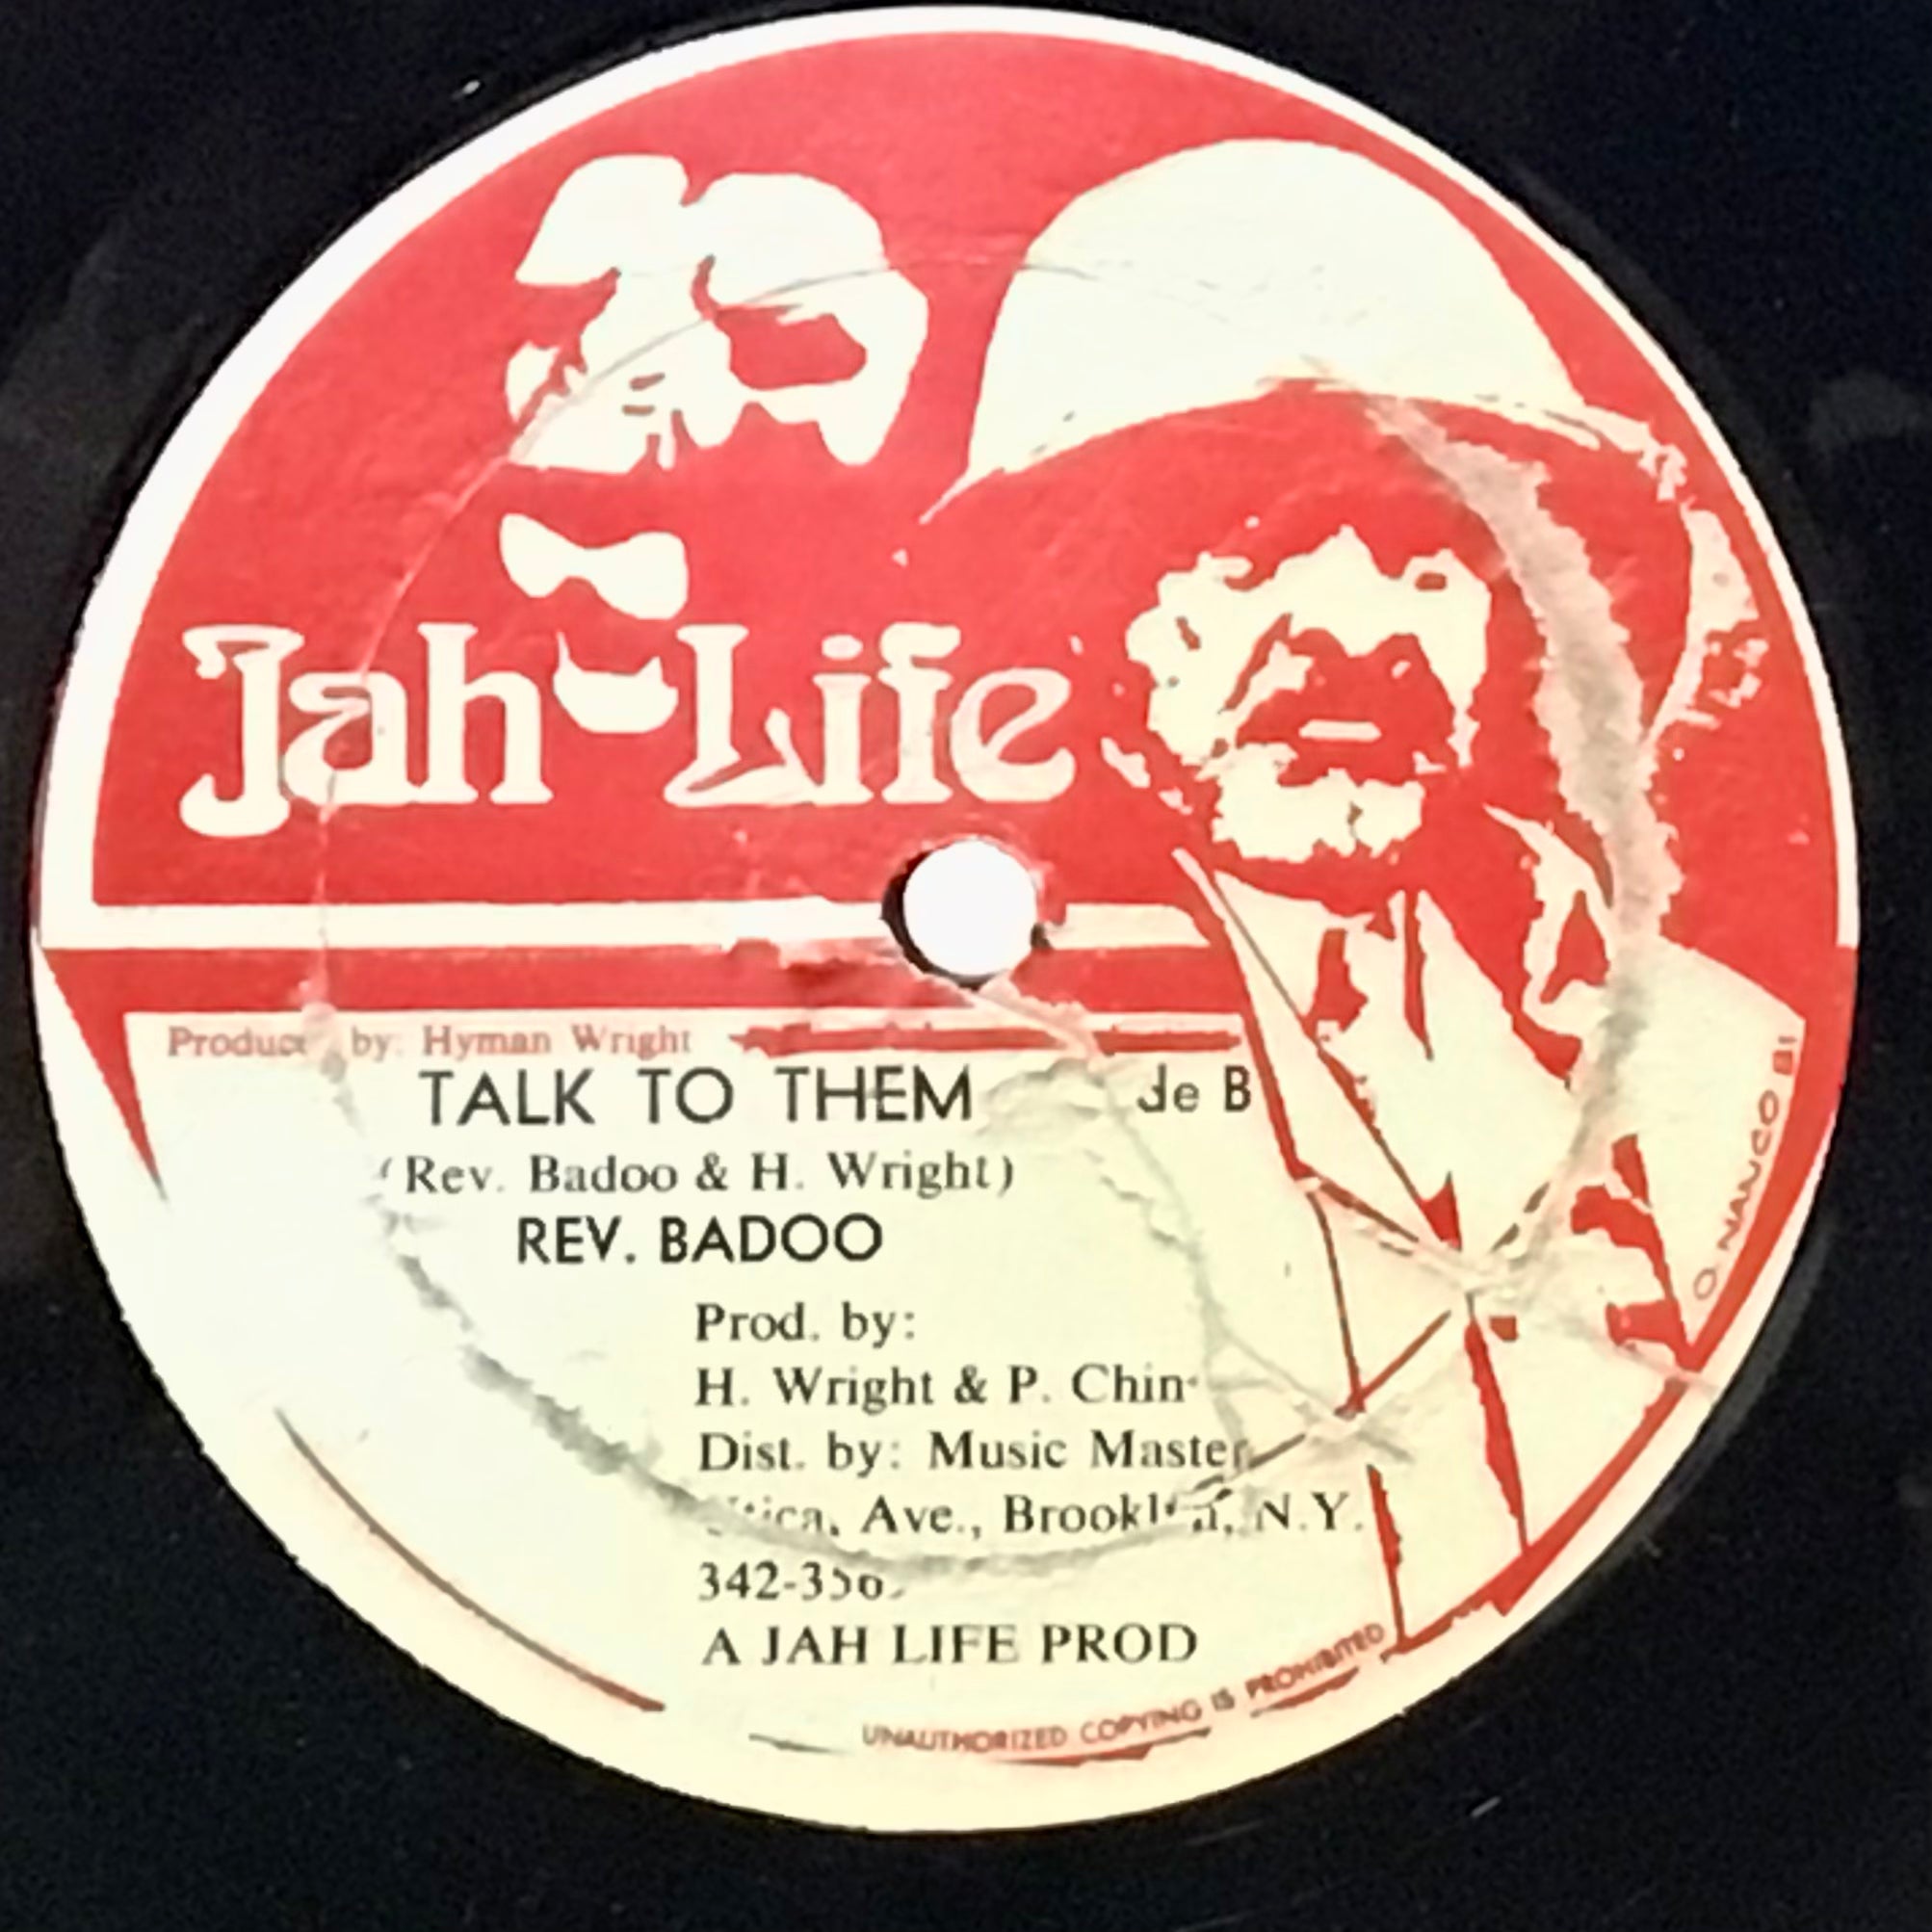 Jah Life
by: Hyman Wright
TALK TO THEM
B
(Rev. Badoo & H. Wright)
REV. BADOO
Prod. by:
H. Wright & P. Chin
Dist. by: Music Master
Ave., Brooklyn, N.Y.
A JAH LIFE PROD
UNAUTHORIZED COPYING IS PROHIBITED